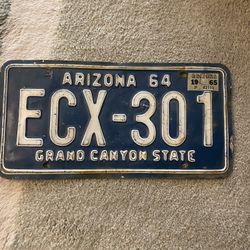 19 65
ARIZONA 64
ECX-301
GRAND CANYON STATE